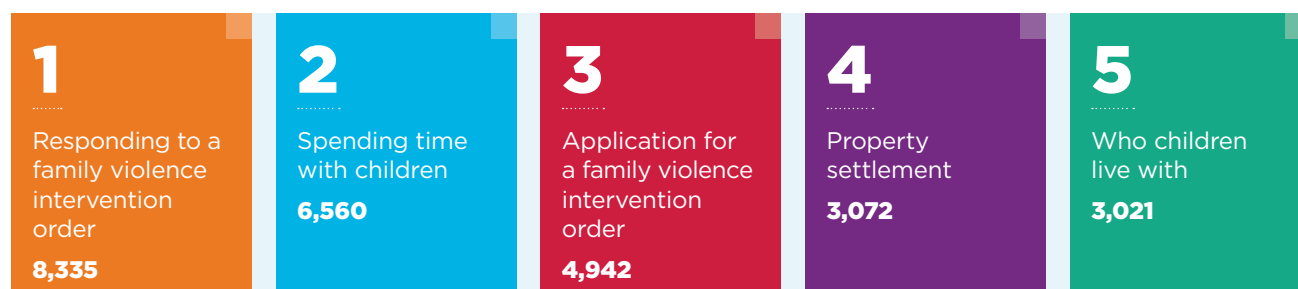 1
Responding to a
family violence
intervention
order
8,335
2
Spending time
with children
6,560
3
Application for
a family violence
intervention
order
4,942
4
Property
settlement
3,072
5
Who children
live with
3,021